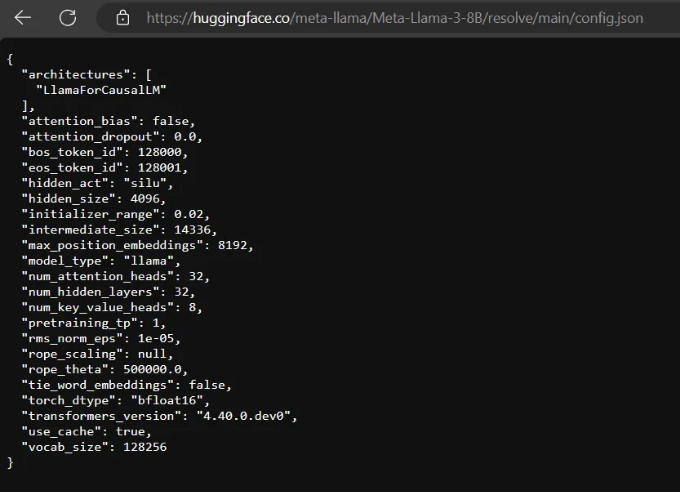 https://huggingface.co/meta-llama/Meta-Llama-3-8B/resolve/main/config.json
{
  "architectures": [
    "LlamaForCausalLM"
  ],
  "attention_bias": false,
  "attention_dropout": 0.0,
  "bos_token_id": 128000,
  "eos_token_id": 128001,
  "hidden_act": "silu",
  "hidden_size": 4096,
  "initializer_range": 0.02,
  "intermediate_size": 14336,
  "max_position_embeddings": 8192,
  "model_type": "llama",
  "num_attention_heads": 32,
  "num_hidden_layers": 32,
  "num_key_value_heads": 8,
  "pretraining_tp": 1,
  "rms_norm_eps": 1e-05,
  "rope_scaling": null,
  "rope_theta": 500000.0,
  "tie_word_embeddings": false,
  "torch_dtype": "bfloat16",
  "transformers_version": "4.40.0.dev0",
  "use_cache": true,
  "vocab_size": 128256
}